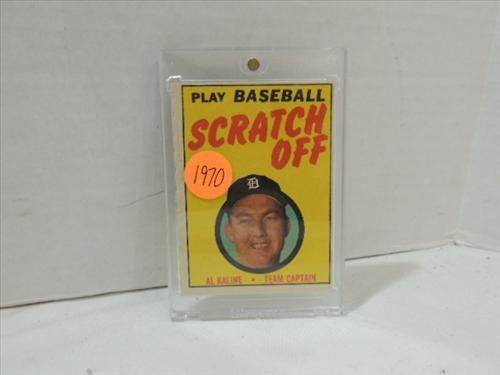 PLAY BASEBALL
SCRATCH
OFF
1970
D
AL KALINE • TEAM CAPTAIN